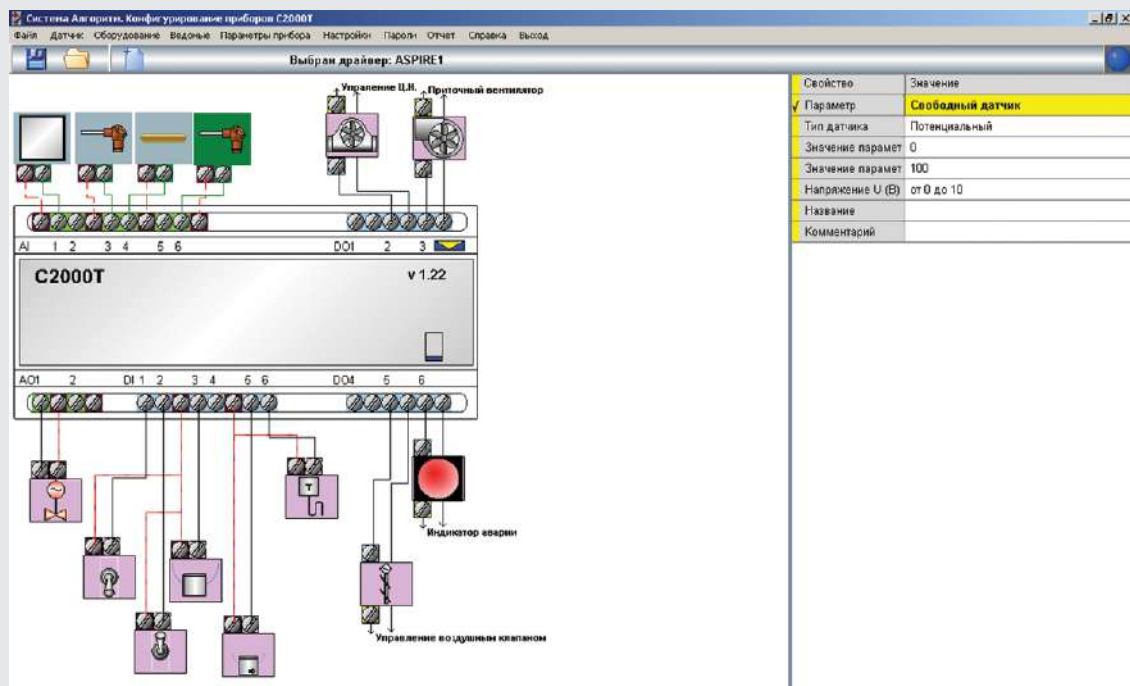 Система Алгоритм. Конфигурирование приборов С2000Т
Файл Датчик Оборудование Ведомые Параметры прибора Настройки Пароли Отчет Справка Выход
Выбран драйвер: ASPIRE1
Свойство Значение
Параметр Свободный датчик
Тип датчика Потенциальный
Значение парамет 0
Значение парамет 100
Напряжение U (В) от 0 до 10
Название
Комментарий
Управление Ц.Н. Приточный вентилятор
AI 1 2 3 4 5 6 DO1 2 3
С2000Т v 1.22
AO1 2 DI 1 2 3 4 5 6 DO4 5 6
T
Индикатор аварии
Управление воздушным клапаном